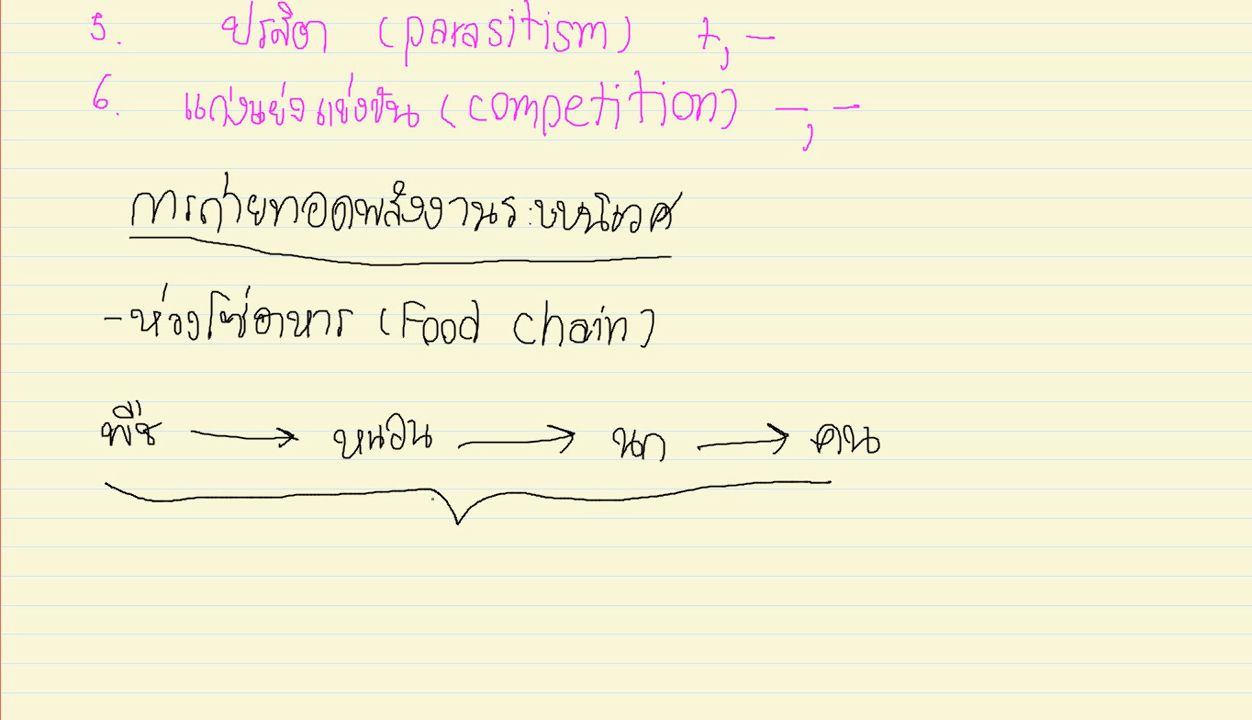 5. ปรสิต (parasitism) +, -
6. แก่งแย่งแข่งขัน (competition) -, -
การถ่ายทอดพลังงานระบบนิเวศ
- ห่วงโซ่อาหาร (Food chain)
พืช → หนอน → นก → คน